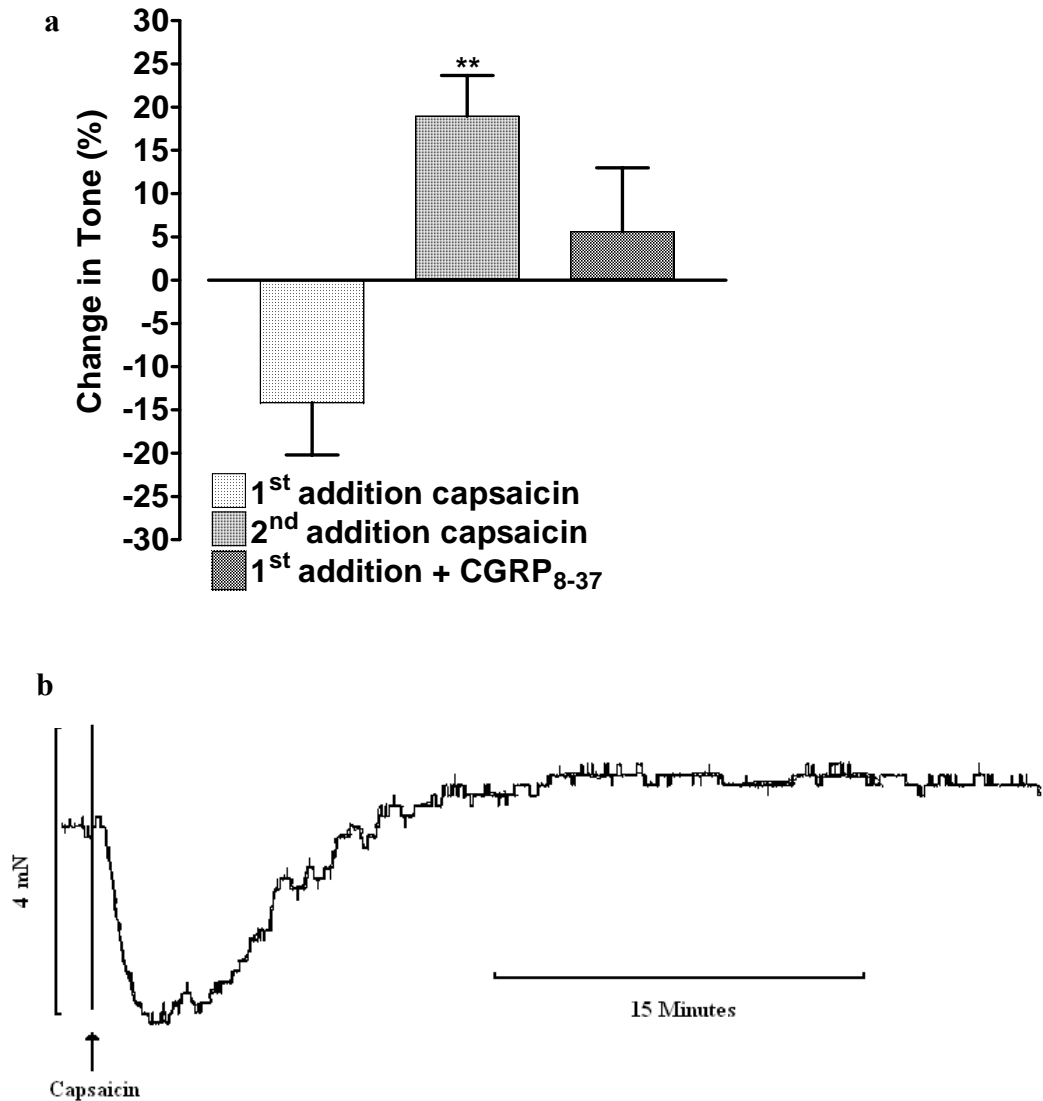 a
Change in Tone (%)
30
25
20
15
10
5
0
-5
-10
-15
-20
-25
-30
**
1st addition capsaicin
2nd addition capsaicin
1st addition + CGRP8-37
b
4 mN
15 Minutes
Capsaicin